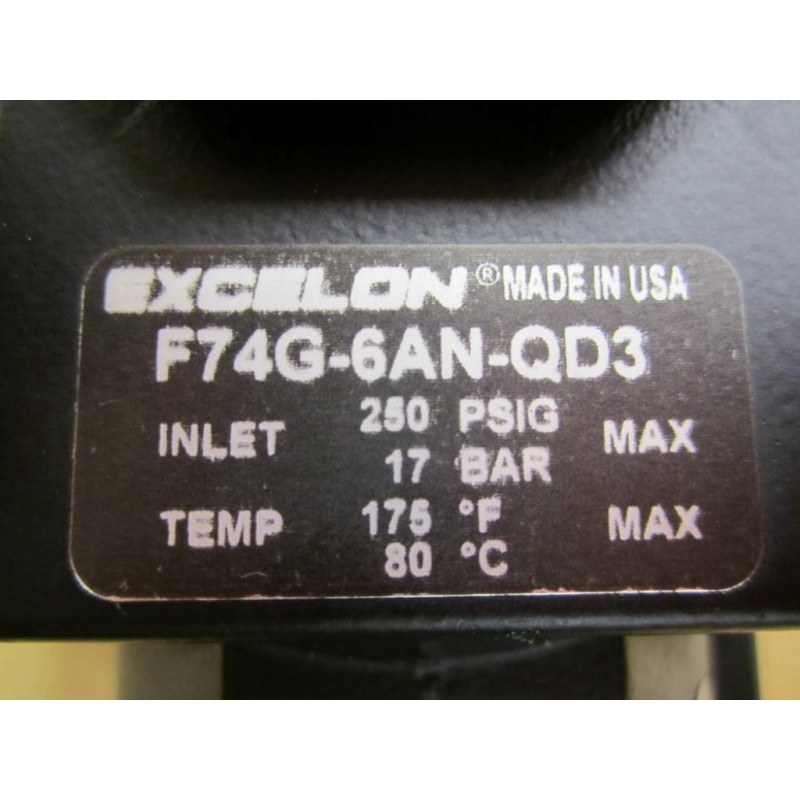 EXCELON® MADE IN USA
F74G-6AN-QD3
INLET 250 PSIG MAX
17 BAR
TEMP 175 °F MAX
80 °C